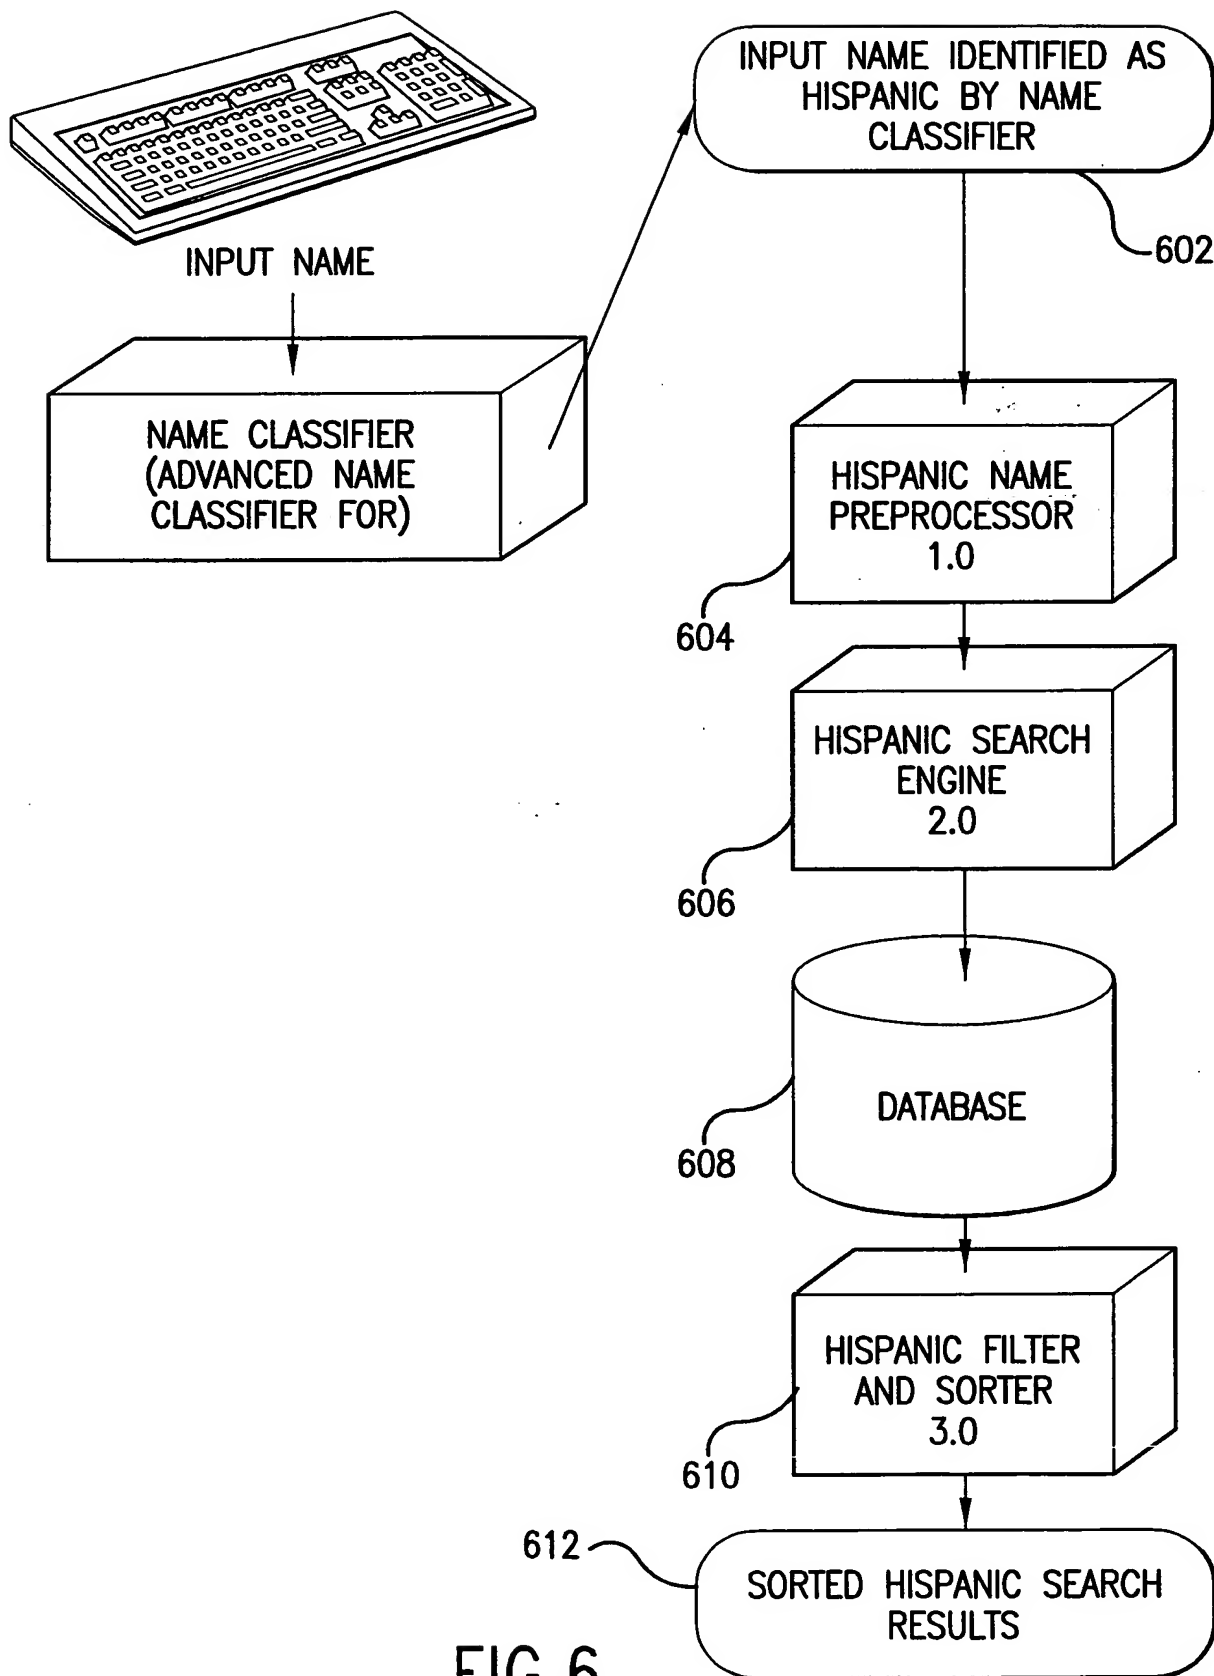 INPUT NAME
NAME CLASSIFIER
(ADVANCED NAME
CLASSIFIER FOR)
INPUT NAME IDENTIFIED AS
HISPANIC BY NAME
CLASSIFIER
602
HISPANIC NAME
PREPROCESSOR
1.0
604
HISPANIC SEARCH
ENGINE
2.0
606
DATABASE
608
HISPANIC FILTER
AND SORTER
3.0
610
612
SORTED HISPANIC SEARCH
RESULTS
FIG.6